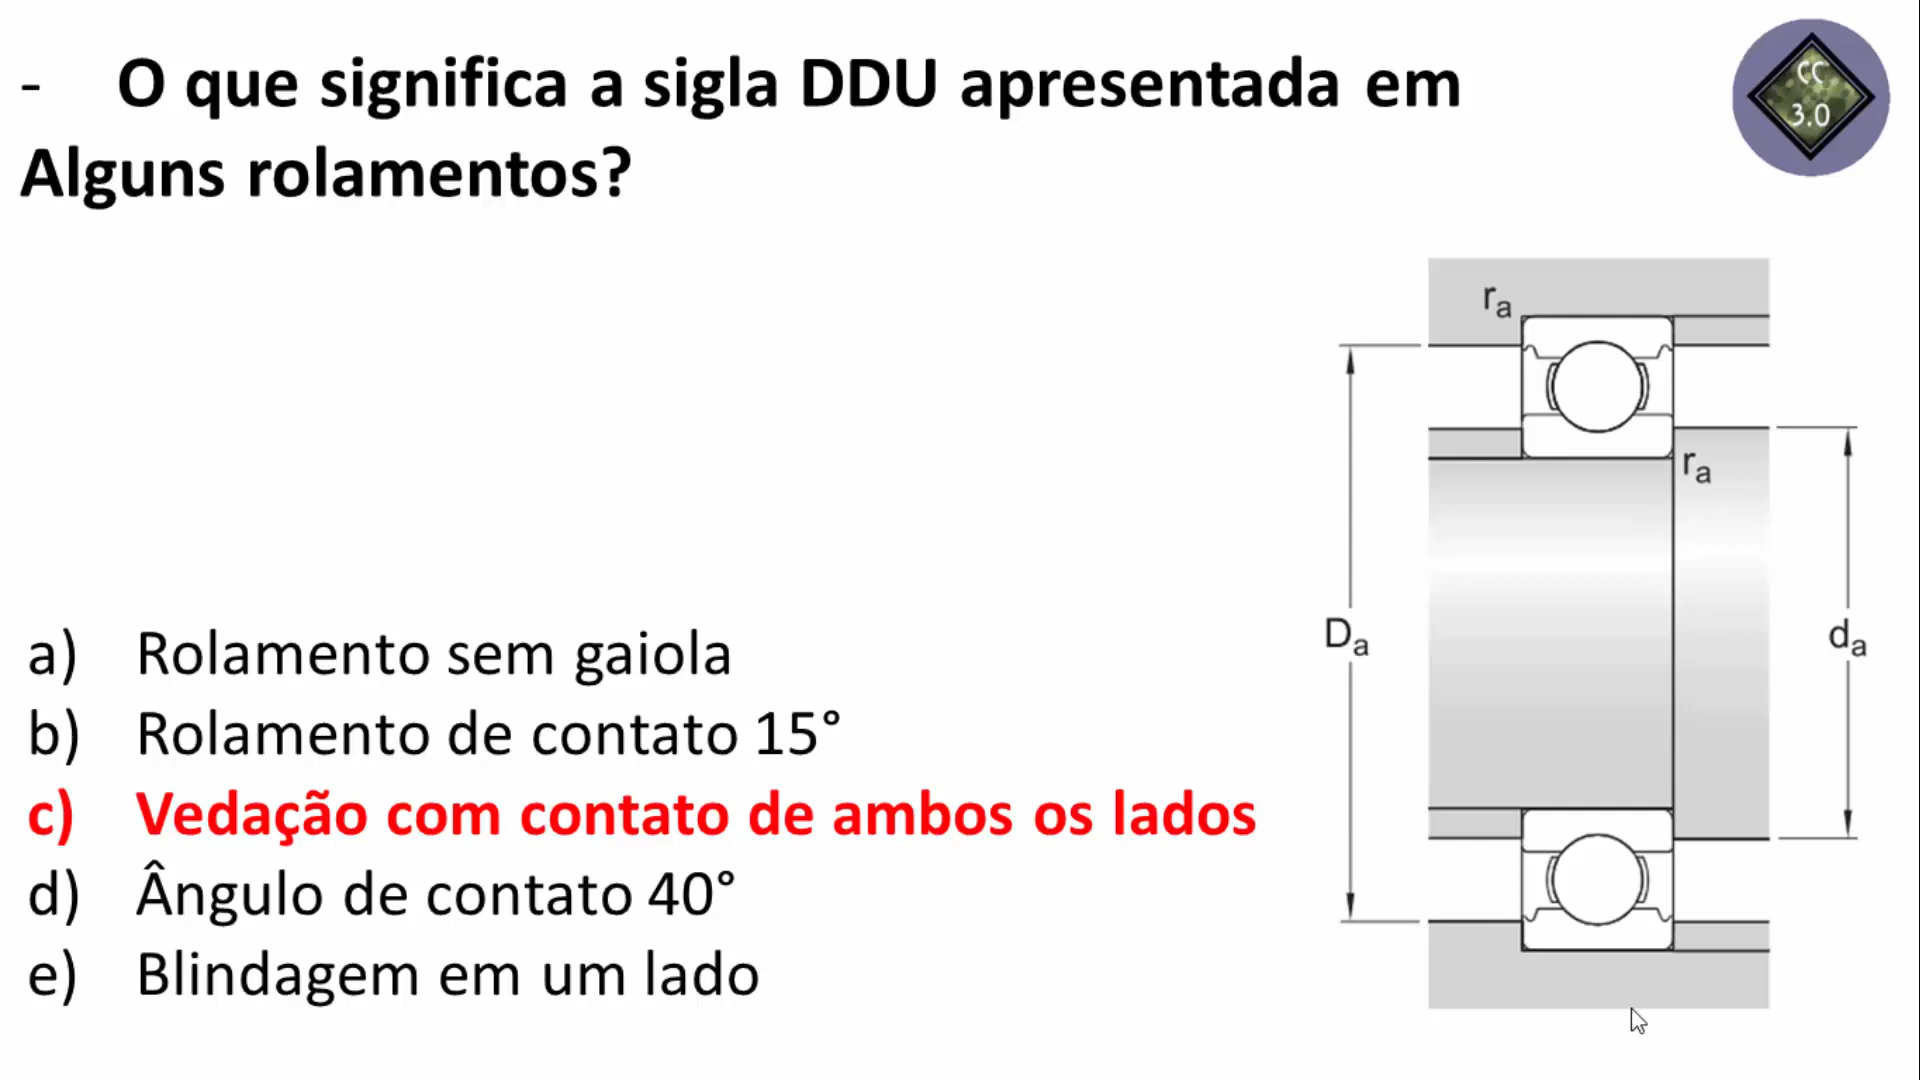 - O que significa a sigla DDU apresentada em
Alguns rolamentos?
CC
3.0
ra
ra
Da
da
a) Rolamento sem gaiola
b) Rolamento de contato 15°
c) Vedação com contato de ambos os lados
d) Ângulo de contato 40°
e) Blindagem em um lado